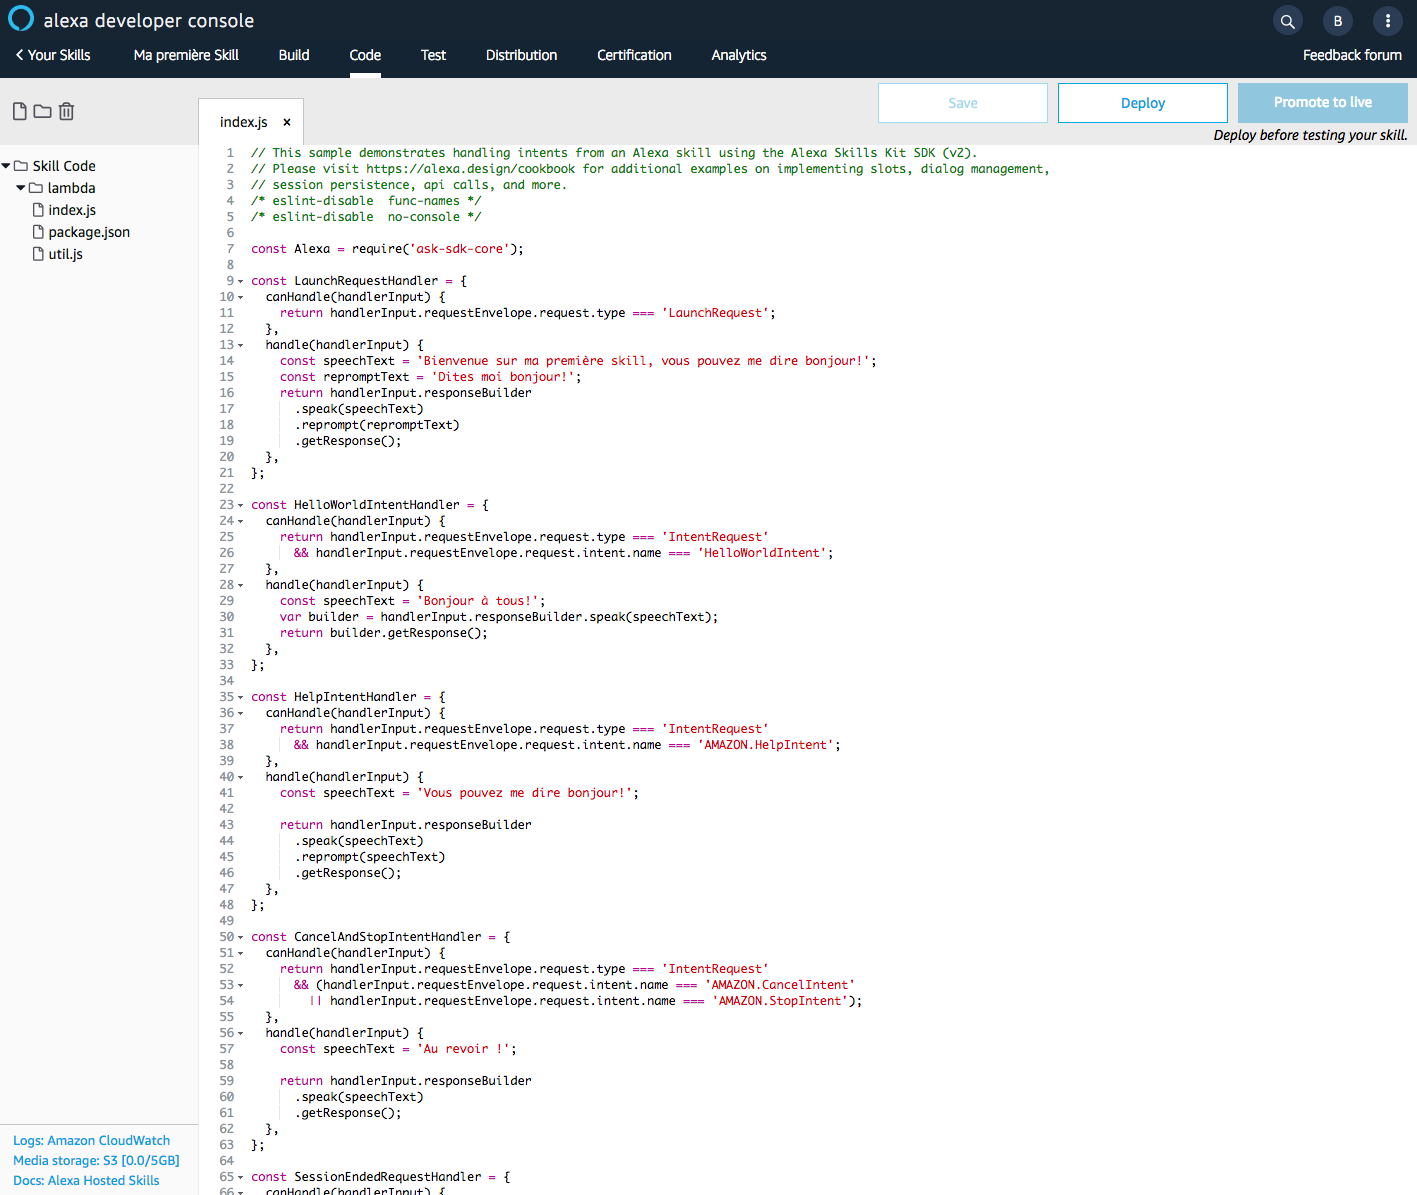 alexa developer console
B
Your Skills
Ma première Skill
Build
Code
Test
Distribution
Certification
Analytics
Feedback forum
Save
Deploy
Promote to live
Deploy before testing your skill.
index.js ×
Skill Code
lambda
index.js
package.json
util.js
1 // This sample demonstrates handling intents from an Alexa skill using the Alexa Skills Kit SDK (v2).
2 // Please visit https://alexa.design/cookbook for additional examples on implementing slots, dialog management,
3 // session persistence, api calls, and more.
4 /* eslint-disable  func-names */
5 /* eslint-disable  no-console */
6
7 const Alexa = require('ask-sdk-core');
8
9 const LaunchRequestHandler = {
10   canHandle(handlerInput) {
11     return handlerInput.requestEnvelope.request.type === 'LaunchRequest';
12   },
13   handle(handlerInput) {
14     const speechText = 'Bienvenue sur ma première skill, vous pouvez me dire bonjour!';
15     const repromptText = 'Dites moi bonjour!';
16     return handlerInput.responseBuilder
17       .speak(speechText)
18       .reprompt(repromptText)
19       .getResponse();
20   },
21 };
22
23 const HelloWorldIntentHandler = {
24   canHandle(handlerInput) {
25     return handlerInput.requestEnvelope.request.type === 'IntentRequest'
26       && handlerInput.requestEnvelope.request.intent.name === 'HelloWorldIntent';
27   },
28   handle(handlerInput) {
29     const speechText = 'Bonjour à tous!';
30     var builder = handlerInput.responseBuilder.speak(speechText);
31     return builder.getResponse();
32   },
33 };
34
35 const HelpIntentHandler = {
36   canHandle(handlerInput) {
37     return handlerInput.requestEnvelope.request.type === 'IntentRequest'
38       && handlerInput.requestEnvelope.request.intent.name === 'AMAZON.HelpIntent';
39   },
40   handle(handlerInput) {
41     const speechText = 'Vous pouvez me dire bonjour!';
42
43     return handlerInput.responseBuilder
44       .speak(speechText)
45       .reprompt(speechText)
46       .getResponse();
47   },
48 };
49
50 const CancelAndStopIntentHandler = {
51   canHandle(handlerInput) {
52     return handlerInput.requestEnvelope.request.type === 'IntentRequest'
53       && (handlerInput.requestEnvelope.request.intent.name === 'AMAZON.CancelIntent'
54         || handlerInput.requestEnvelope.request.intent.name === 'AMAZON.StopIntent');
55   },
56   handle(handlerInput) {
57     const speechText = 'Au revoir !';
58
59     return handlerInput.responseBuilder
60       .speak(speechText)
61       .getResponse();
62   },
63 };
64
65 const SessionEndedRequestHandler = {
66   canHandle(handlerInput) {
Logs: Amazon CloudWatch
Media storage: S3 [0.0/5GB]
Docs: Alexa Hosted Skills